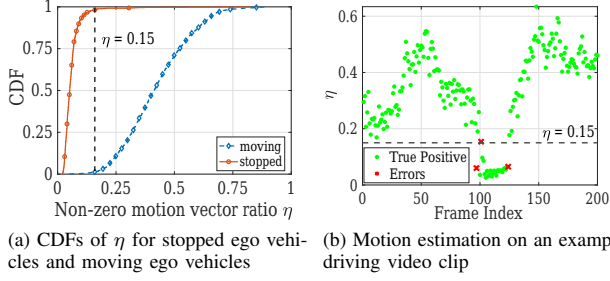 1
0.75
0.5
0.25
0
CDF
η = 0.15
moving
stopped
0 0.25 0.5 0.75 1
Non-zero motion vector ratio η
(a) CDFs of η for stopped ego vehi-
cles and moving ego vehicles
0.6
0.4
0.2
0
η
η = 0.15
True Positive
Errors
0 50 100 150 200
Frame Index
(b) Motion estimation on an examp
driving video clip